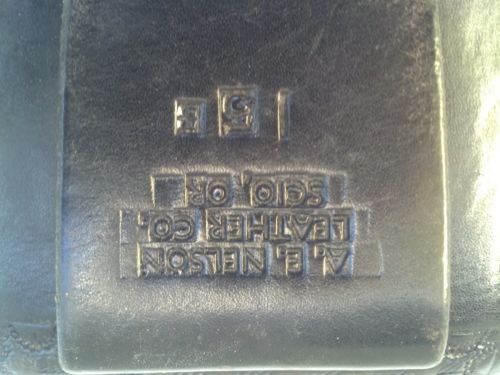 A. E. NELSON
LEATHER CO.
SCIO, OR